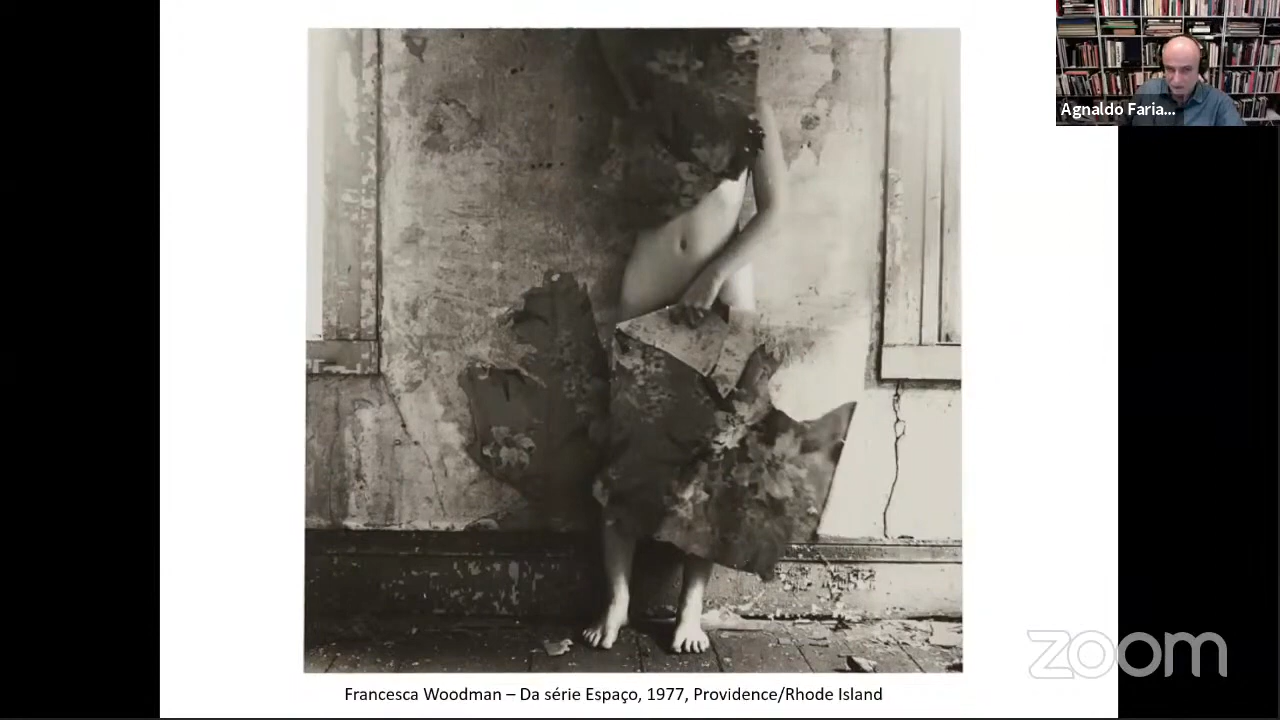 Agnaldo Faria...
zoom
Francesca Woodman – Da série Espaço, 1977, Providence/Rhode Island